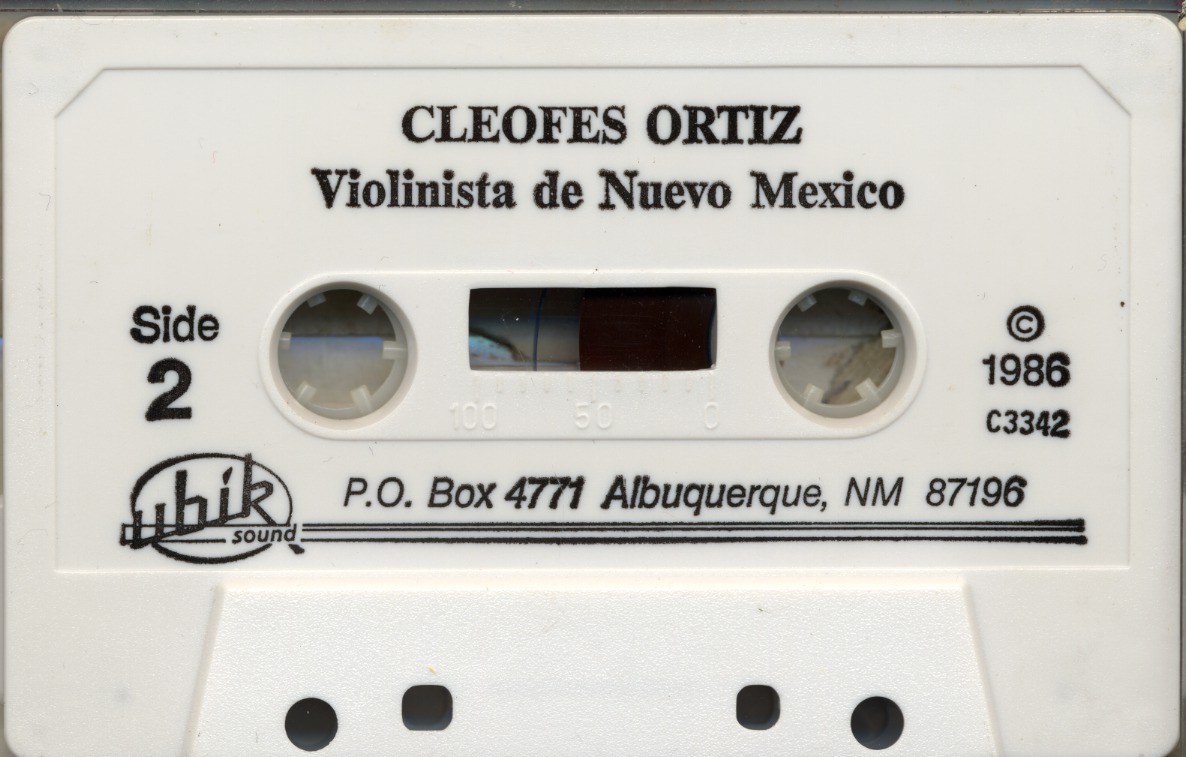 CLEOFES ORTIZ
Violinista de Nuevo Mexico
Side
2
©
1986
C3342
100 50 0
ubik
sound
P.O. Box 4771 Albuquerque, NM 87196